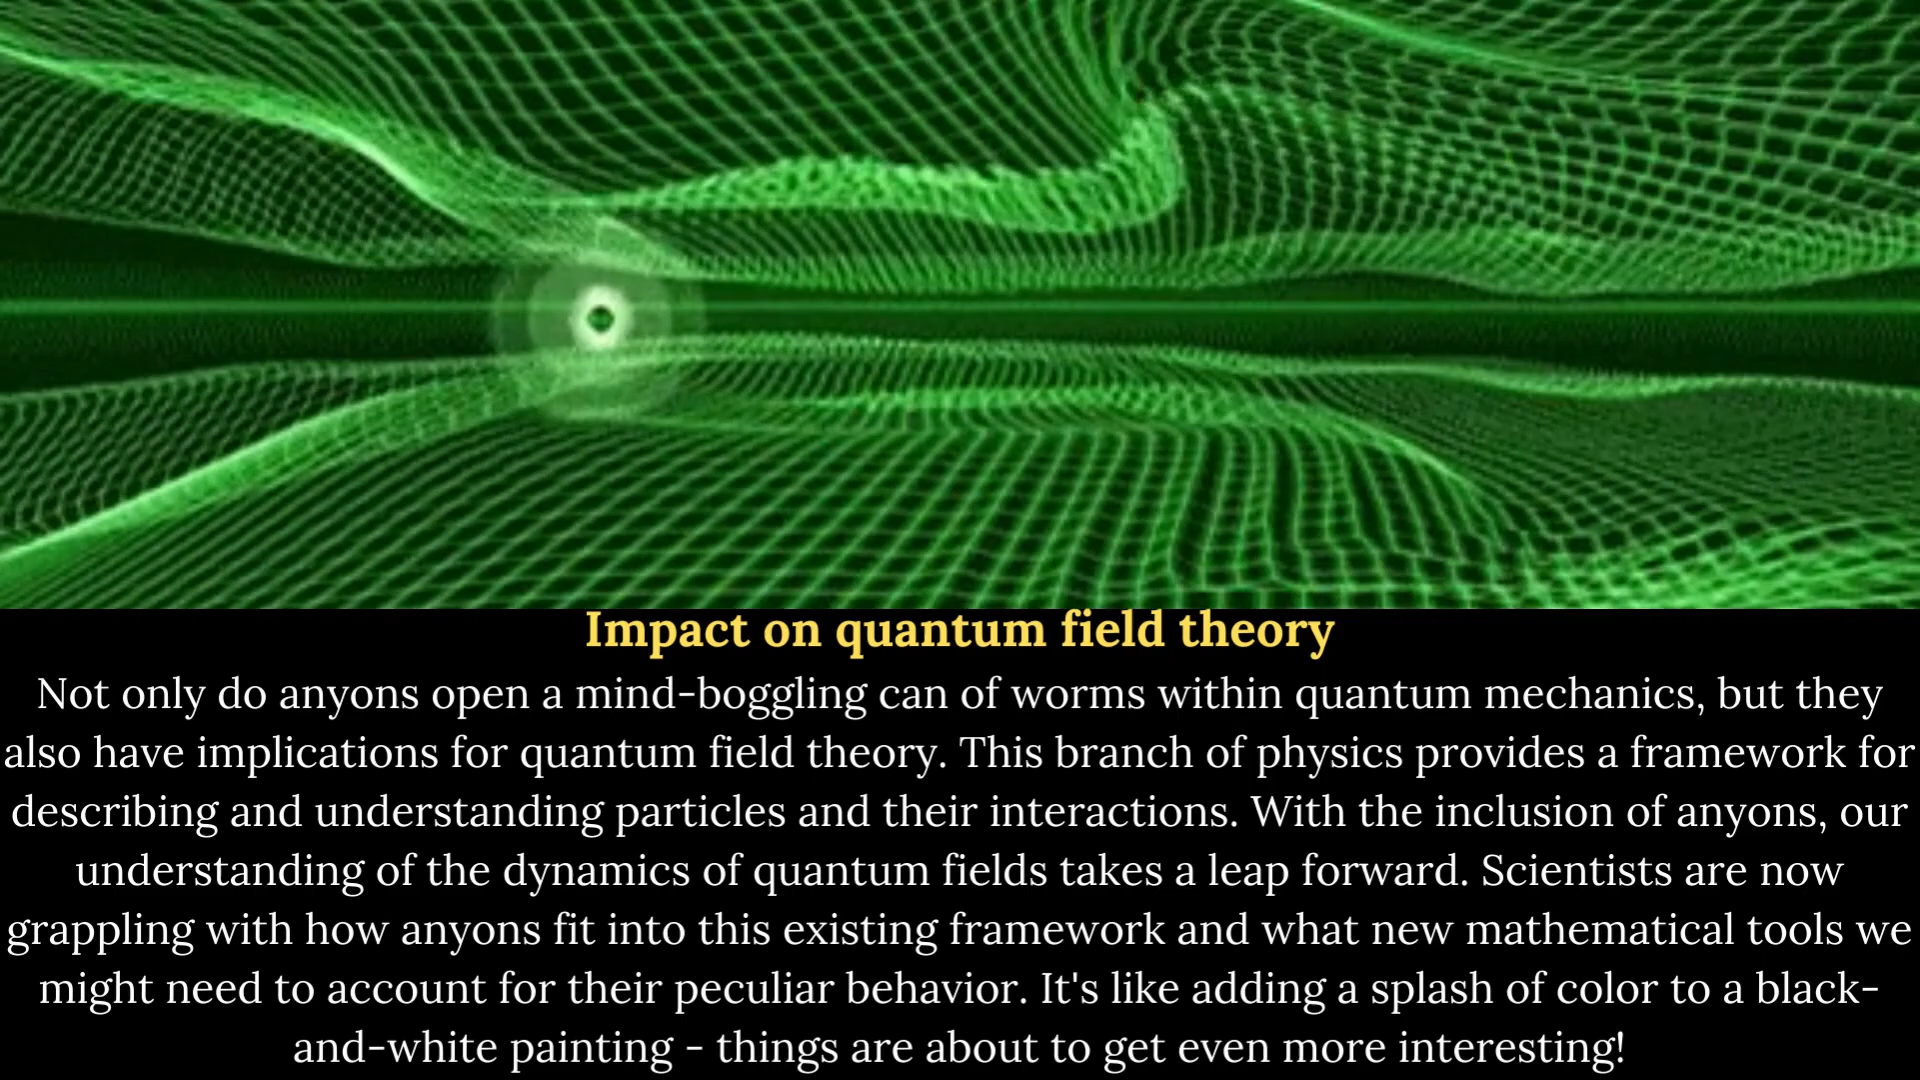 Impact on quantum field theory
Not only do anyons open a mind-boggling can of worms within quantum mechanics, but they
also have implications for quantum field theory. This branch of physics provides a framework for
describing and understanding particles and their interactions. With the inclusion of anyons, our
understanding of the dynamics of quantum fields takes a leap forward. Scientists are now
grappling with how anyons fit into this existing framework and what new mathematical tools we
might need to account for their peculiar behavior. It's like adding a splash of color to a black-
and-white painting - things are about to get even more interesting!